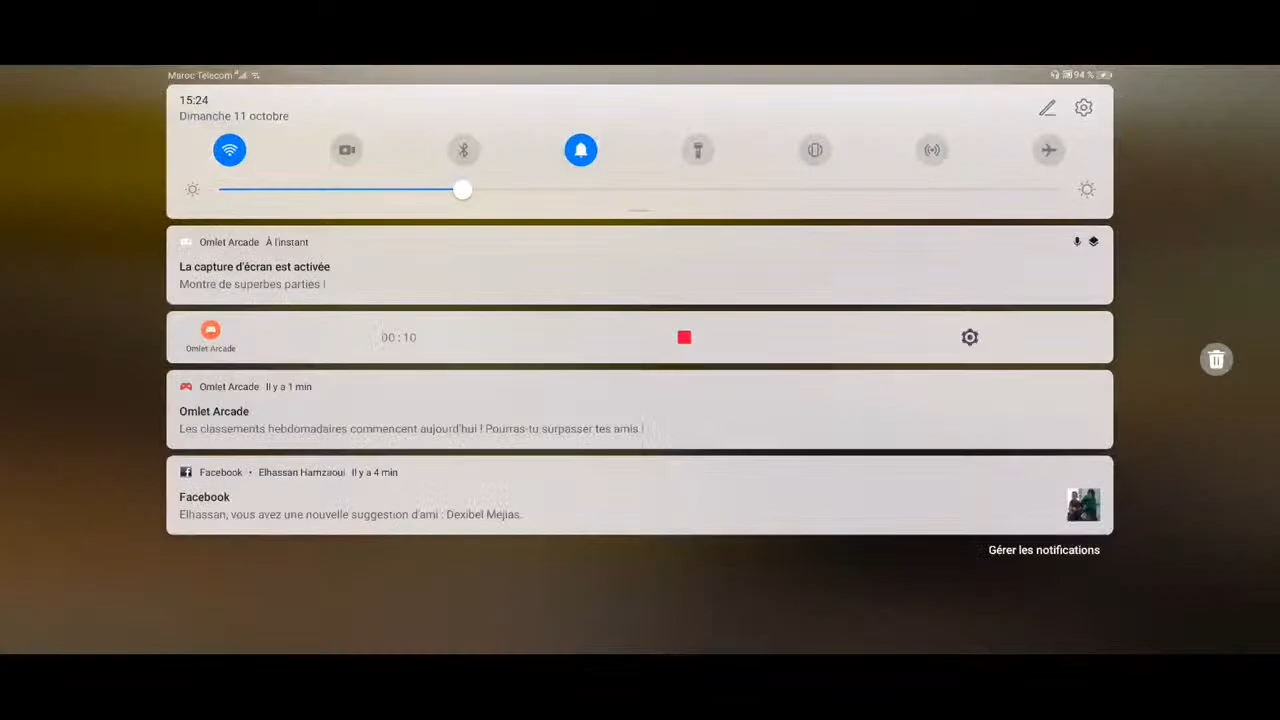 Maroc Telecom 94 %
15:24
Dimanche 11 octobre
Omlet Arcade À l'instant
La capture d'écran est activée
Montre de superbes parties !
Omlet Arcade
00 : 10
Omlet Arcade Il y a 1 min
Omlet Arcade
Les classements hebdomadaires commencent aujourd'hui ! Pourras-tu surpasser tes amis !
Facebook • Elhassan Hamzaoui Il y a 4 min
Facebook
Elhassan, vous avez une nouvelle suggestion d'ami : Dexibel Mejias.
Gérer les notifications